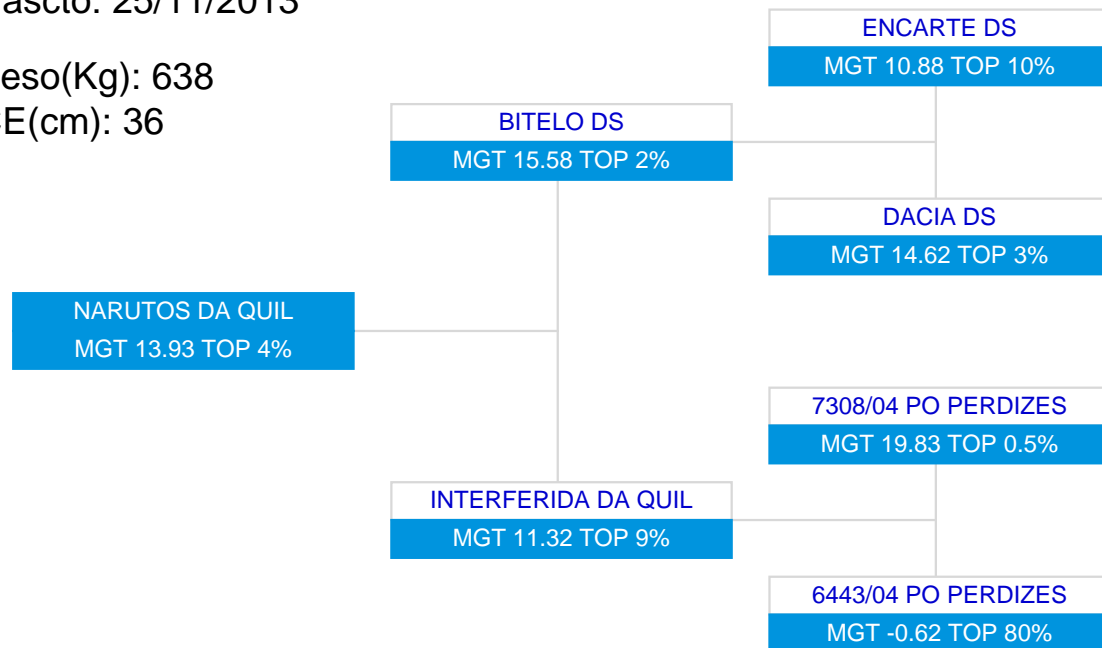 ascto: 25/11/2013
eso(Kg): 638
E(cm): 36
ENCARTE DS
MGT 10.88 TOP 10%
BITELO DS
MGT 15.58 TOP 2%
DACIA DS
MGT 14.62 TOP 3%
NARUTOS DA QUIL
MGT 13.93 TOP 4%
7308/04 PO PERDIZES
MGT 19.83 TOP 0.5%
INTERFERIDA DA QUIL
MGT 11.32 TOP 9%
6443/04 PO PERDIZES
MGT -0.62 TOP 80%